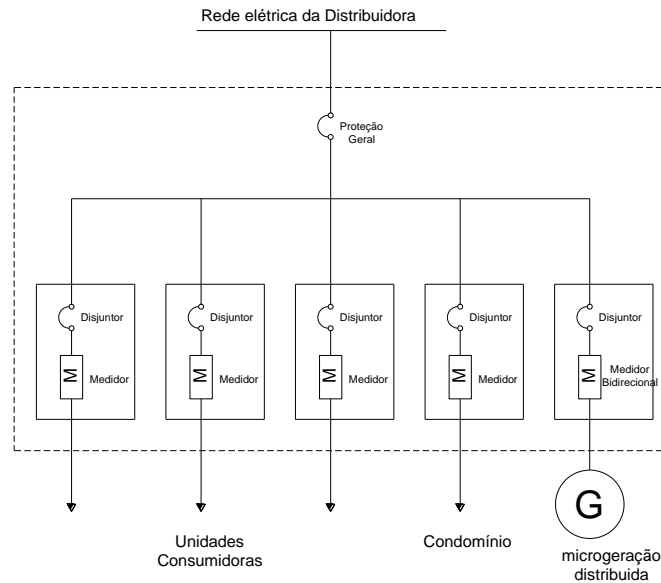 Rede elétrica da Distribuidora
Proteção
Geral
Disjuntor
Disjuntor
Disjuntor
Disjuntor
Disjuntor
M
Medidor
M
Medidor
M
Medidor
M
Medidor
M
Medidor
Bidirecional
G
Unidades
Consumidoras
Condomínio
microgeração
distribuida